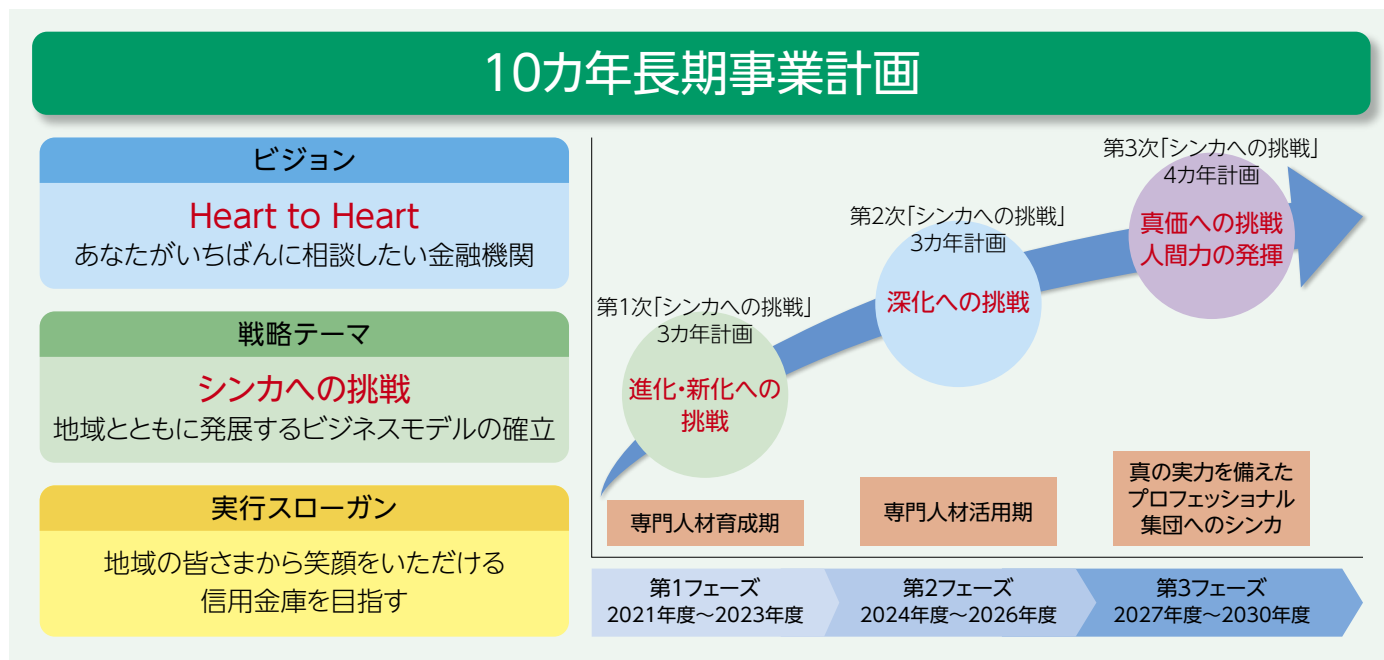 10カ年長期事業計画
ビジョン
Heart to Heart
あなたがいちばんに相談したい金融機関
戦略テーマ
シンカへの挑戦
地域とともに発展するビジネスモデルの確立
実行スローガン
地域の皆さまから笑顔をいただける
信用金庫を目指す
第1次「シンカへの挑戦」
3カ年計画
進化・新化への
挑戦
第2次「シンカへの挑戦」
3カ年計画
深化への挑戦
第3次「シンカへの挑戦」
4カ年計画
真価への挑戦
人間力の発揮
専門人材育成期
専門人材活用期
真の実力を備えた
プロフェッショナル
集団へのシンカ
第1フェーズ
2021年度～2023年度
第2フェーズ
2024年度～2026年度
第3フェーズ
2027年度～2030年度